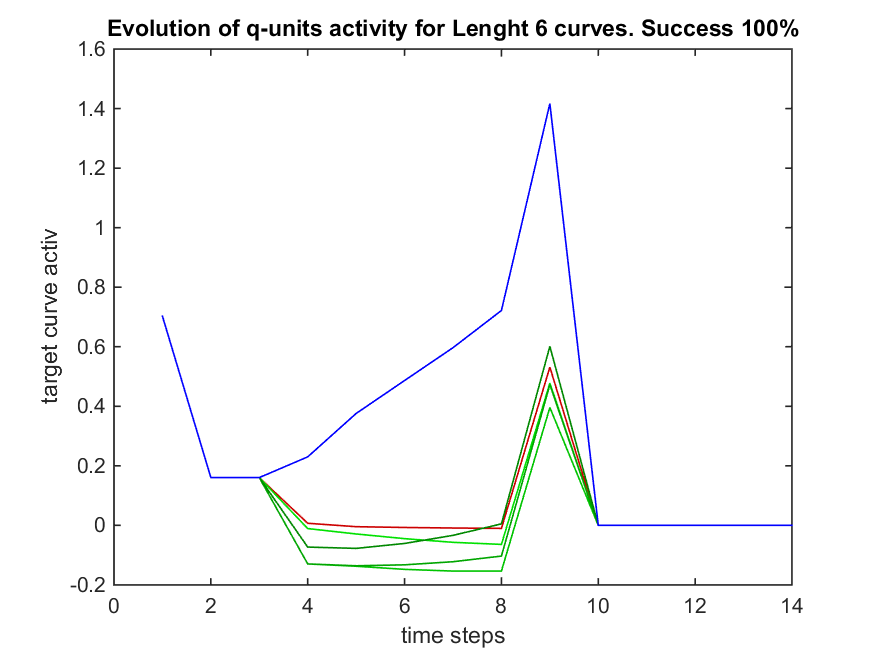 Evolution of q-units activity for Lenght 6 curves. Success 100%
1.6
1.4
1.2
1
0.8
0.6
0.4
0.2
0
-0.2
target curve activ
0 2 4 6 8 10 12 14
time steps